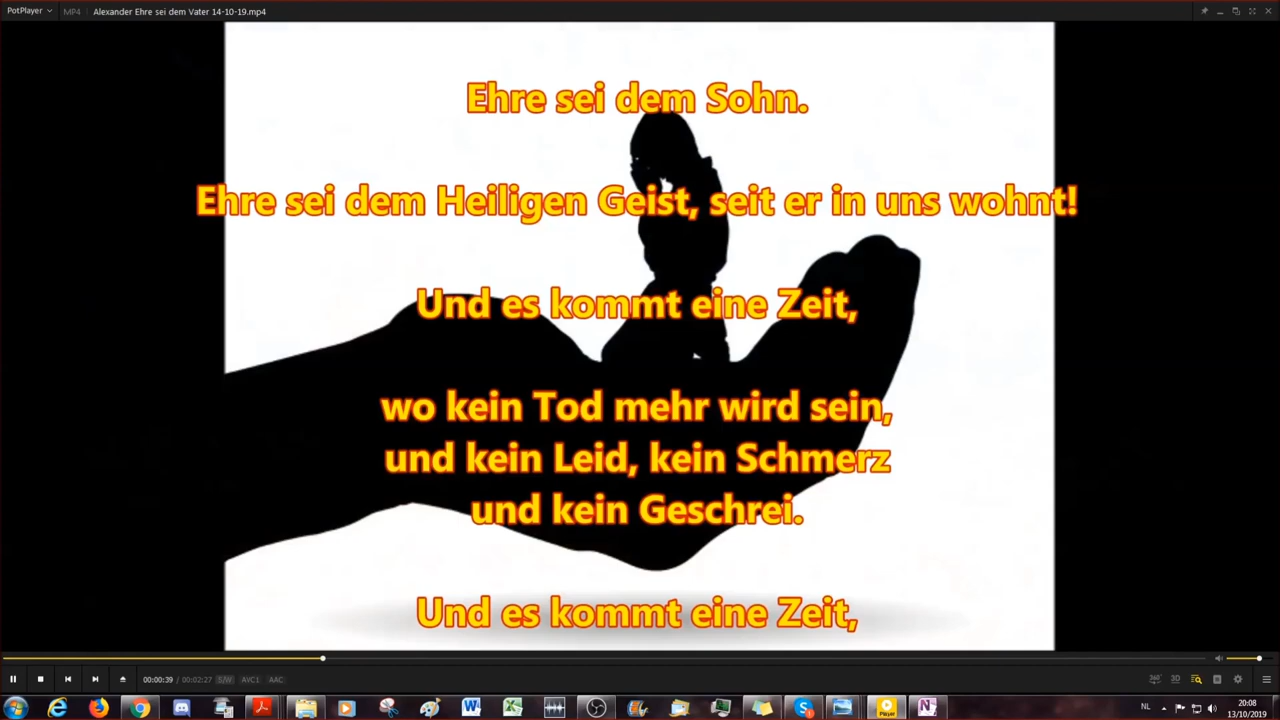 PotPlayer
MP4
Alexander Ehre sei dem Vater 14-10-19.mp4
Ehre sei dem Sohn.
Ehre sei dem Heiligen Geist, seit er in uns wohnt!
Und es kommt eine Zeit,
wo kein Tod mehr wird sein,
und kein Leid, kein Schmerz
und kein Geschrei.
Und es kommt eine Zeit,
00:00:39 / 00:02:27 S/W AVC1 AAC
360° 3D
NL
20:08
13/10/2019